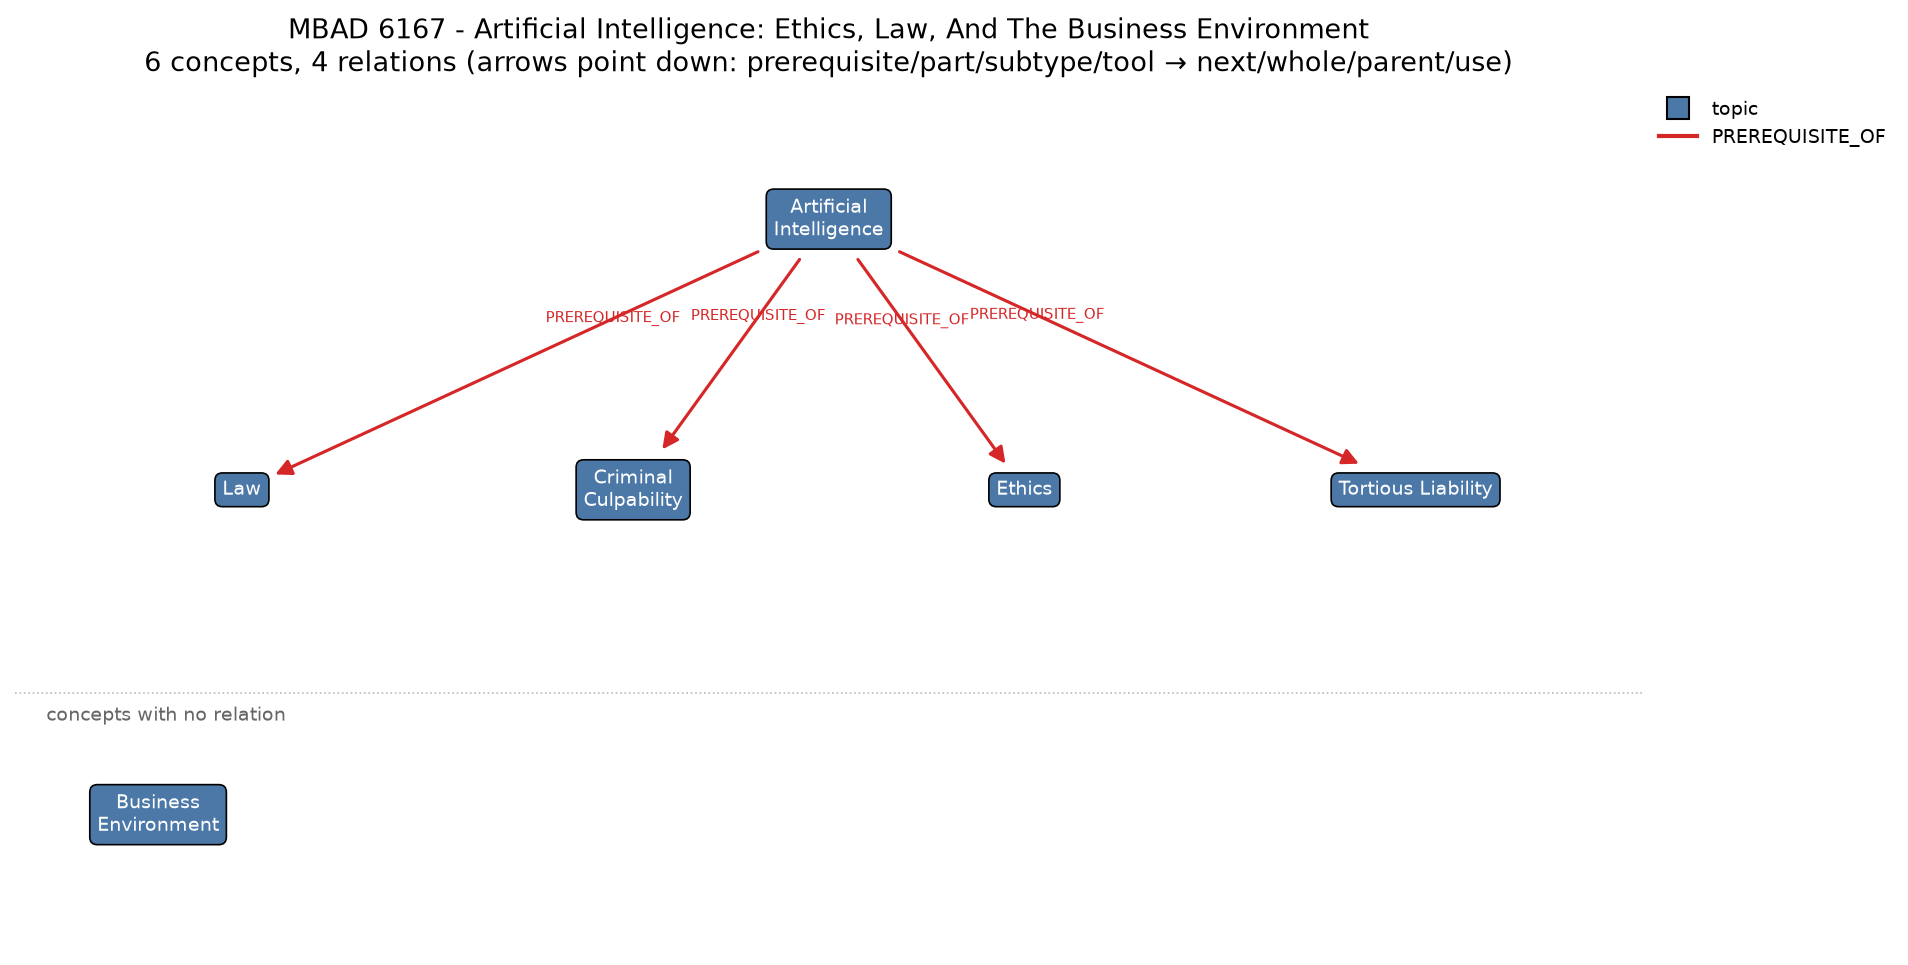 MBAD 6167 - Artificial Intelligence: Ethics, Law, And The Business Environment
6 concepts, 4 relations (arrows point down: prerequisite/part/subtype/tool → next/whole/parent/use)
topic
PREREQUISITE_OF
Artificial
Intelligence
PREREQUISITE_OF
PREREQUISITE_OF
PREREQUISITE_OF
PREREQUISITE_OF
Law
Criminal
Culpability
Ethics
Tortious Liability
concepts with no relation
Business
Environment